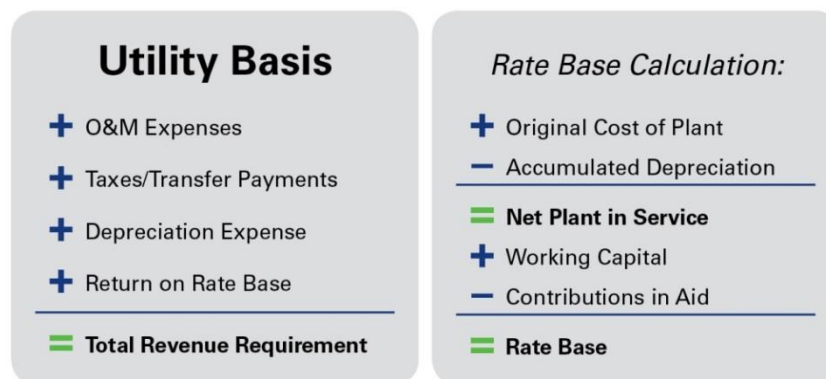 Utility Basis
+ O&M Expenses
+ Taxes/Transfer Payments
+ Depreciation Expense
+ Return on Rate Base
= Total Revenue Requirement
Rate Base Calculation:
+ Original Cost of Plant
− Accumulated Depreciation
= Net Plant in Service
+ Working Capital
− Contributions in Aid
= Rate Base